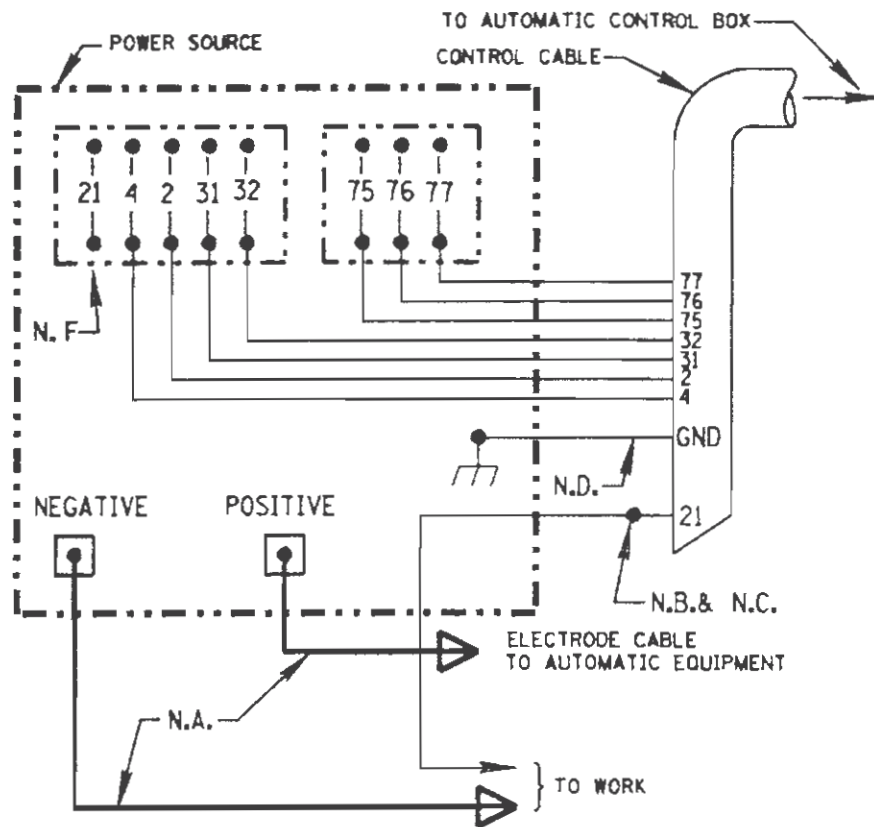 TO AUTOMATIC CONTROL BOX
POWER SOURCE
CONTROL CABLE
21 4 2 31 32
75 76 77
N.F
77
76
75
32
31
2
4
GND
N.D.
NEGATIVE
POSITIVE
21
N.B.& N.C.
ELECTRODE CABLE
TO AUTOMATIC EQUIPMENT
N.A.
TO WORK